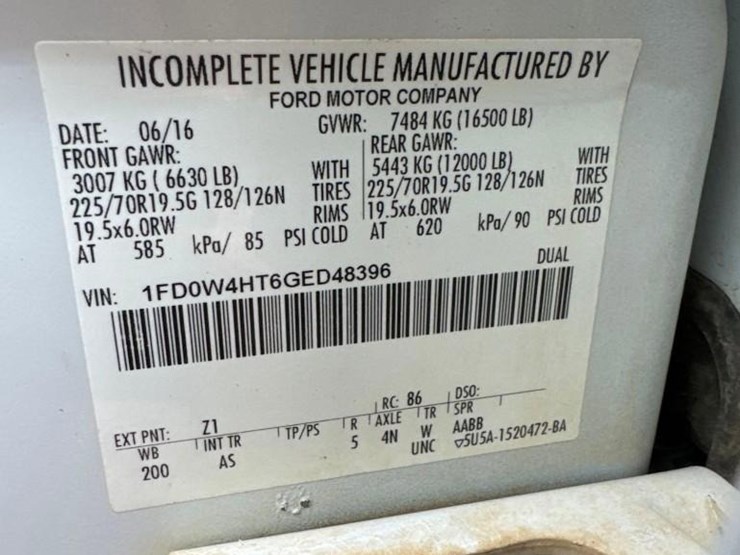 INCOMPLETE VEHICLE MANUFACTURED BY
FORD MOTOR COMPANY
DATE: 06/16 GVWR: 7484 KG (16500 LB)
FRONT GAWR: REAR GAWR:
3007 KG ( 6630 LB) WITH 5443 KG (12000 LB) WITH
225/70R19.5G 128/126N TIRES 225/70R19.5G 128/126N TIRES
19.5x6.0RW RIMS 19.5x6.0RW RIMS
AT 585 kPa/ 85 PSI COLD AT 620 kPa/ 90 PSI COLD
DUAL
VIN: 1FD0W4HT6GED48396
EXT PNT: Z1 RC: 86 DSO:
WB INT TR TP/PS R AXLE TR SPR
200 AS 5 4N W AABB
UNC ▽5U5A-1520472-BA